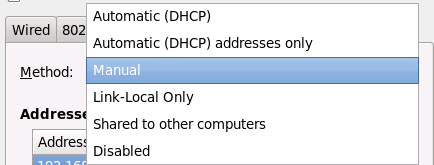 Automatic (DHCP)
Wired 802
Automatic (DHCP) addresses only
Method: Manual
Link-Local Only
Addresse Shared to other computers
Address Disabled